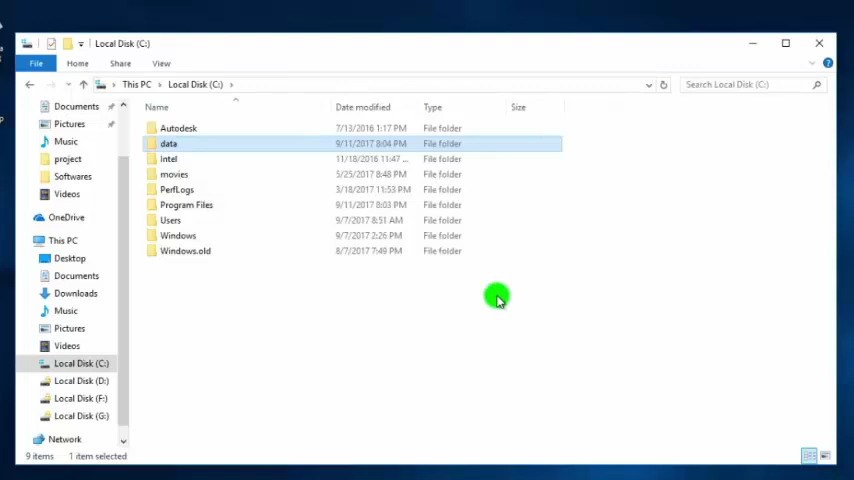 Local Disk (C:)
File Home Share View
This PC > Local Disk (C:) > Search Local Disk (C:)
Name Date modified Type Size
Documents
Pictures
Music
project
Softwares
Videos
OneDrive
This PC
Desktop
Documents
Downloads
Music
Pictures
Videos
Local Disk (C:)
Local Disk (D:)
Local Disk (F:)
Local Disk (G:)
Network
Autodesk 7/13/2016 1:17 PM File folder
data 9/11/2017 8:04 PM File folder
Intel 11/18/2016 11:47 ... File folder
movies 5/25/2017 8:48 PM File folder
PerfLogs 3/18/2017 11:53 PM File folder
Program Files 9/11/2017 8:03 PM File folder
Users 9/7/2017 8:51 AM File folder
Windows 9/7/2017 2:26 PM File folder
Windows.old 8/7/2017 7:49 PM File folder
9 items 1 item selected